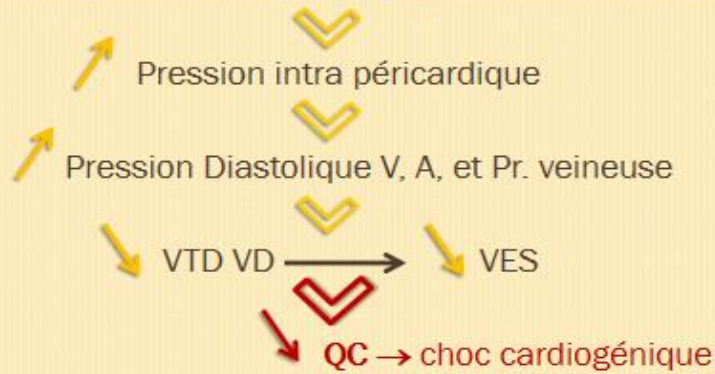 Pression intra péricardique
Pression Diastolique V, A, et Pr. veineuse
VTD VD → VES
QC → choc cardiogénique